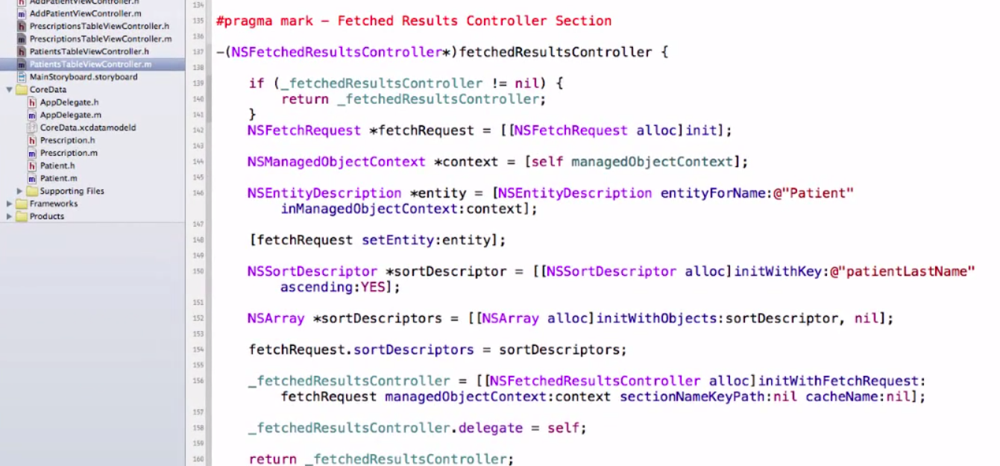 AddPatientViewController.h
AddPatientViewController.m
PrescriptionsTableViewController.h
PrescriptionsTableViewController.m
PatientsTableViewController.h
PatientsTableViewController.m
MainStoryboard.storyboard
CoreData
AppDelegate.h
AppDelegate.m
CoreData.xcdatamodeld
Prescription.h
Prescription.m
Patient.h
Patient.m
Supporting Files
Frameworks
Products
134
135 #pragma mark - Fetched Results Controller Section
136
137 -(NSFetchedResultsController*)fetchedResultsController {
138
139 if (_fetchedResultsController != nil) {
140 return _fetchedResultsController;
141 }
142 NSFetchRequest *fetchRequest = [[NSFetchRequest alloc]init];
143
144 NSManagedObjectContext *context = [self managedObjectContext];
145
146 NSEntityDescription *entity = [NSEntityDescription entityForName:@"Patient"
inManagedObjectContext:context];
147
148 [fetchRequest setEntity:entity];
149
150 NSSortDescriptor *sortDescriptor = [[NSSortDescriptor alloc]initWithKey:@"patientLastName"
ascending:YES];
151
152 NSArray *sortDescriptors = [[NSArray alloc]initWithObjects:sortDescriptor, nil];
153
154 fetchRequest.sortDescriptors = sortDescriptors;
155
156 _fetchedResultsController = [[NSFetchedResultsController alloc]initWithFetchRequest:
fetchRequest managedObjectContext:context sectionNameKeyPath:nil cacheName:nil];
157
158 _fetchedResultsController.delegate = self;
159
160 return _fetchedResultsController;